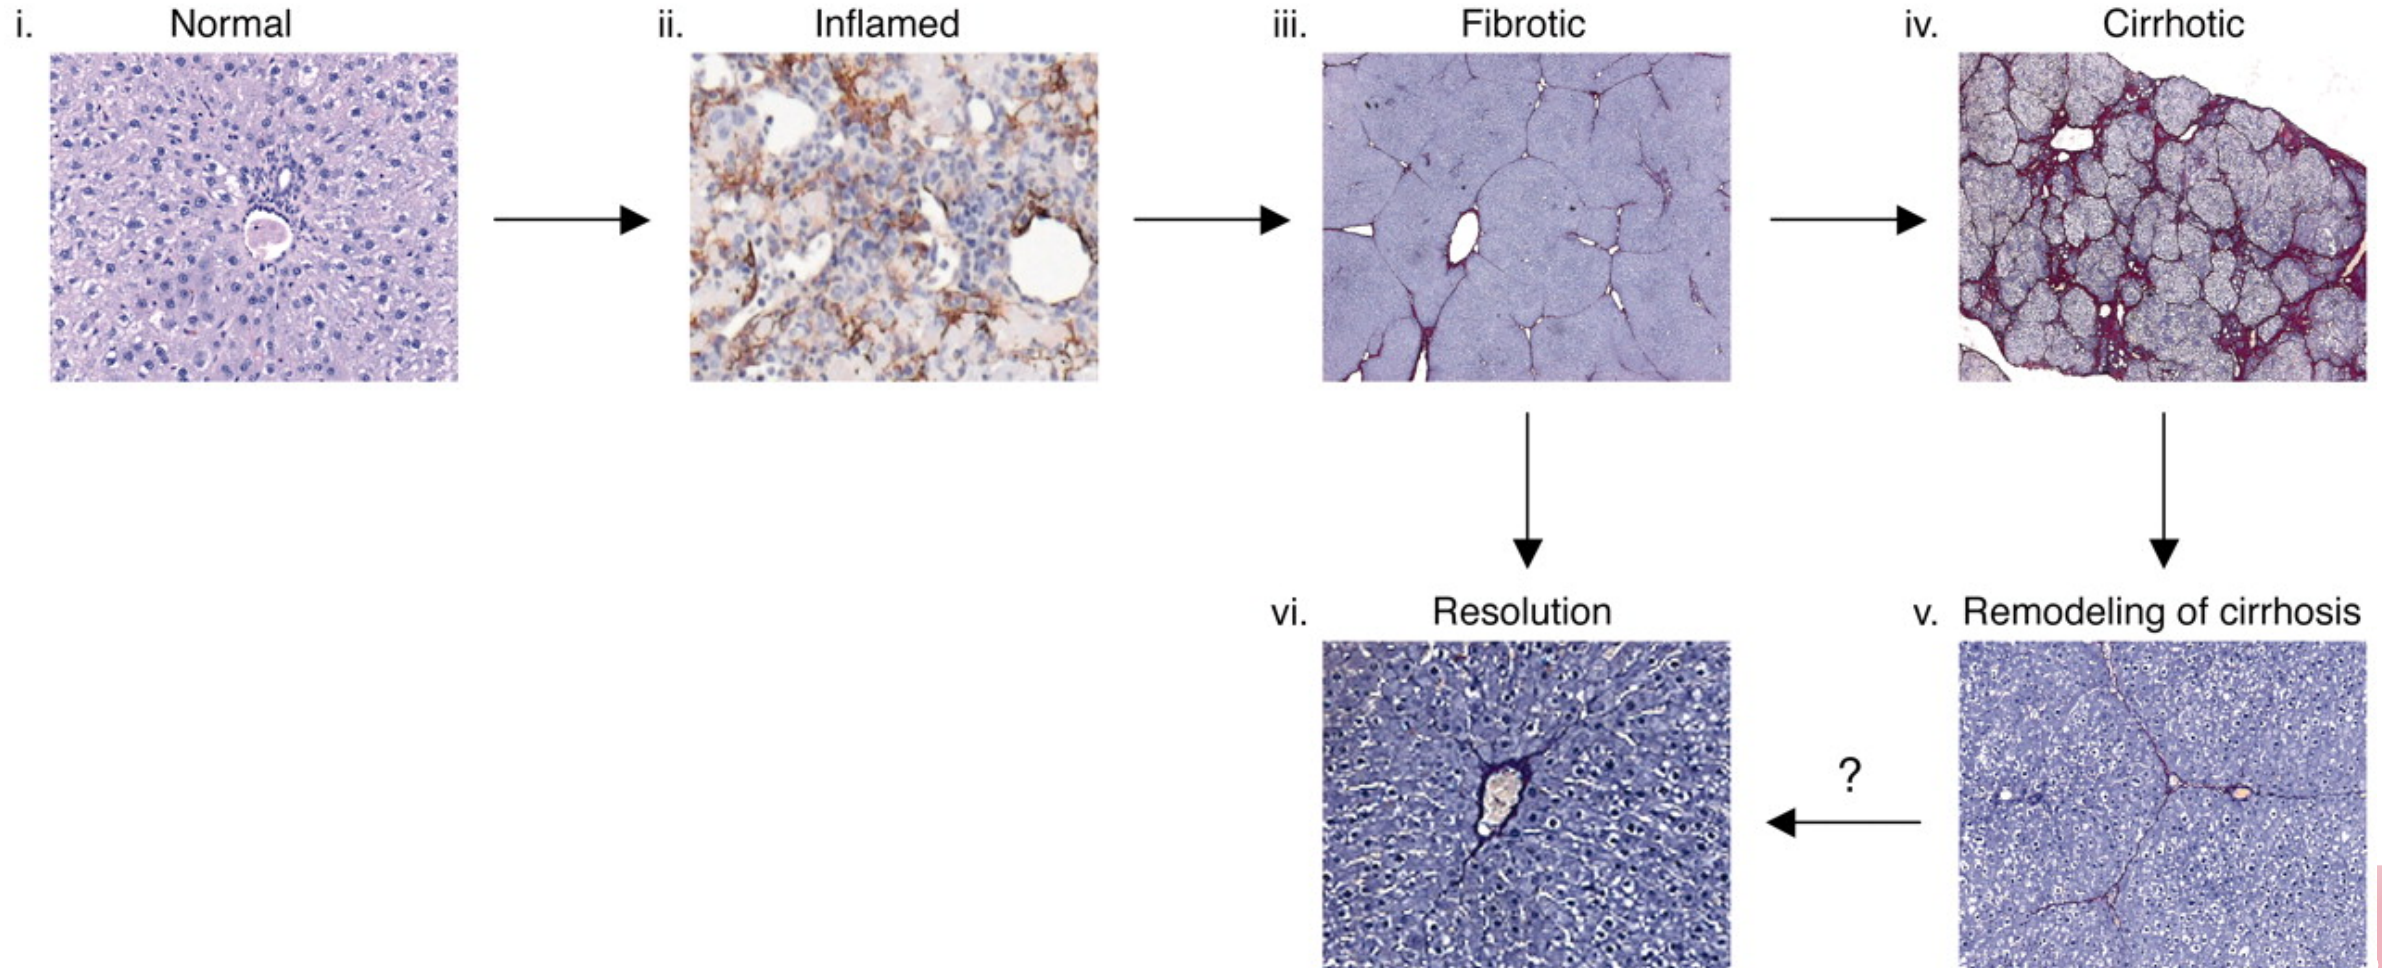 i. Normal
ii. Inflamed
iii. Fibrotic
iv. Cirrhotic
vi. Resolution
?
v. Remodeling of cirrhosis